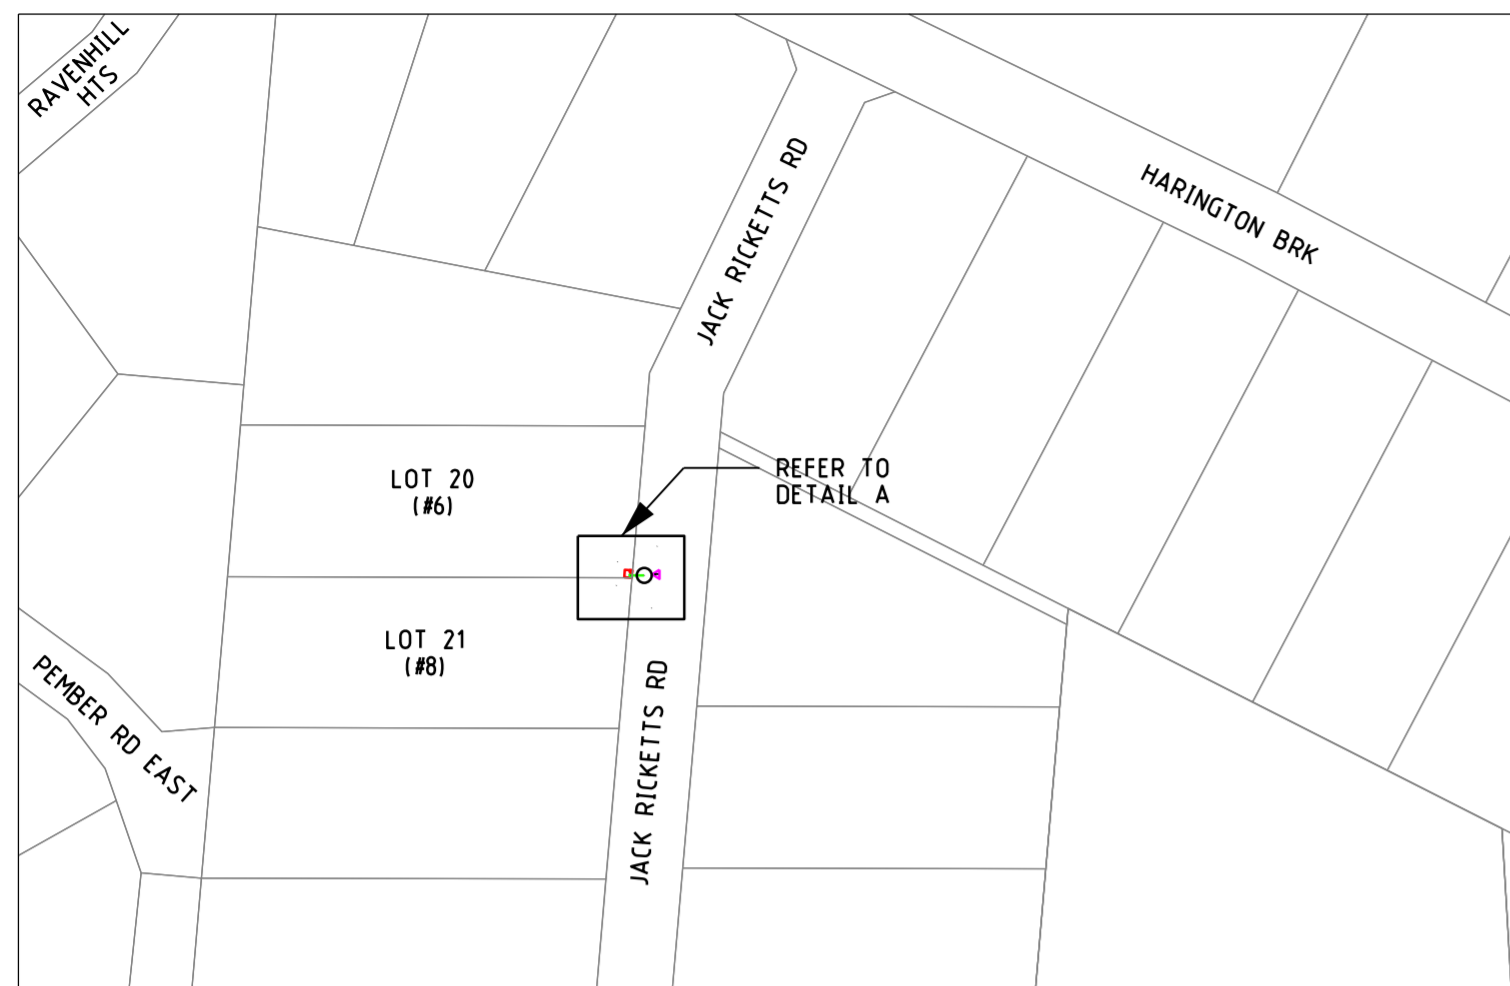 RAVENHILL
HTS
JACK RICKETTS RD
HARINGTON BRK
LOT 20
(#6)
REFER TO
DETAIL A
LOT 21
(#8)
PEMBER RD EAST
JACK RICKETTS RD